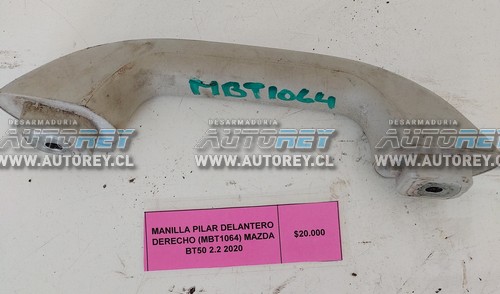 MBT1064
DESARMADURIA
AUTOREY
WWW.AUTOREY.CL
DESARMADURIA
AUTOREY
WWW.AUTOREY.CL
DESARMADURIA
AUTOREY
WWW.AUTOREY.CL
MANILLA PILAR DELANTERO
DERECHO (MBT1064) MAZDA
BT50 2.2 2020
$20.000